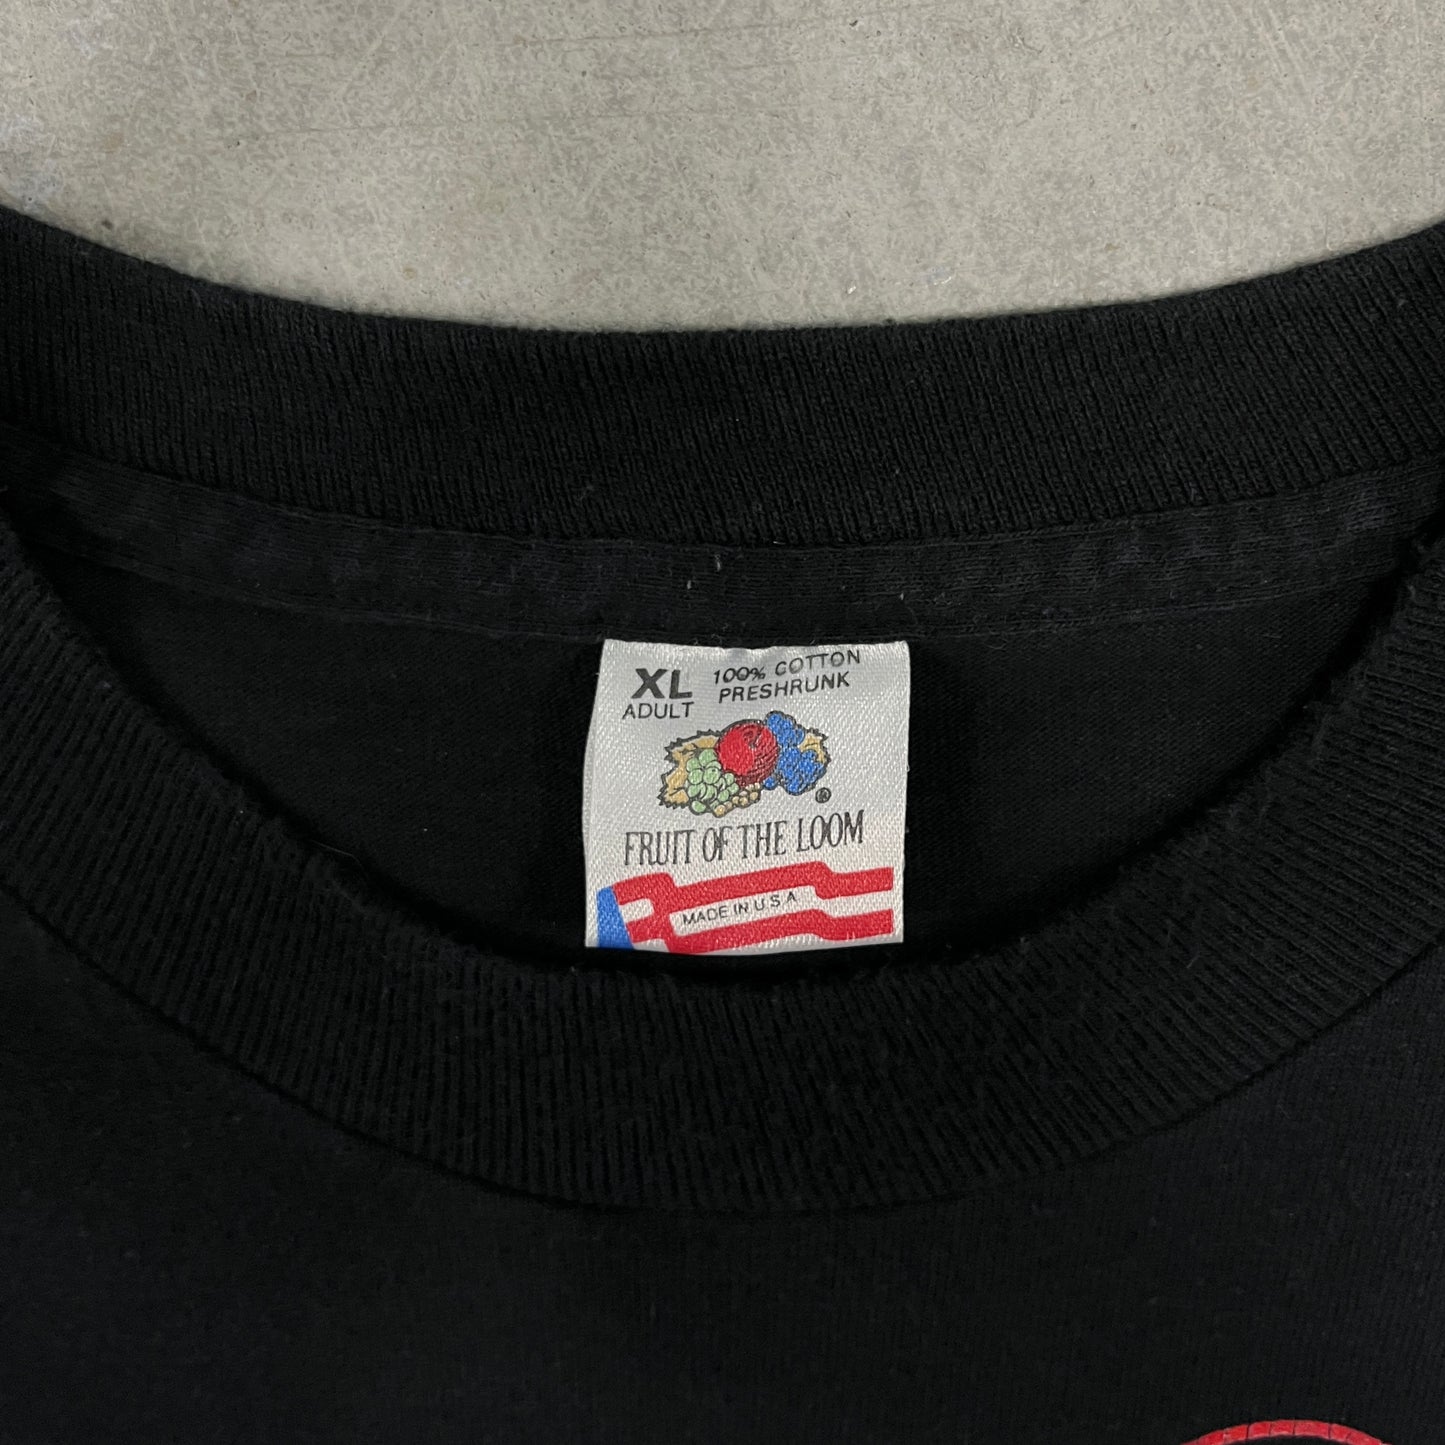 XL 100% COTTON
ADULT PRESHRUNK
®
FRUIT OF THE LOOM
MADE IN U S A